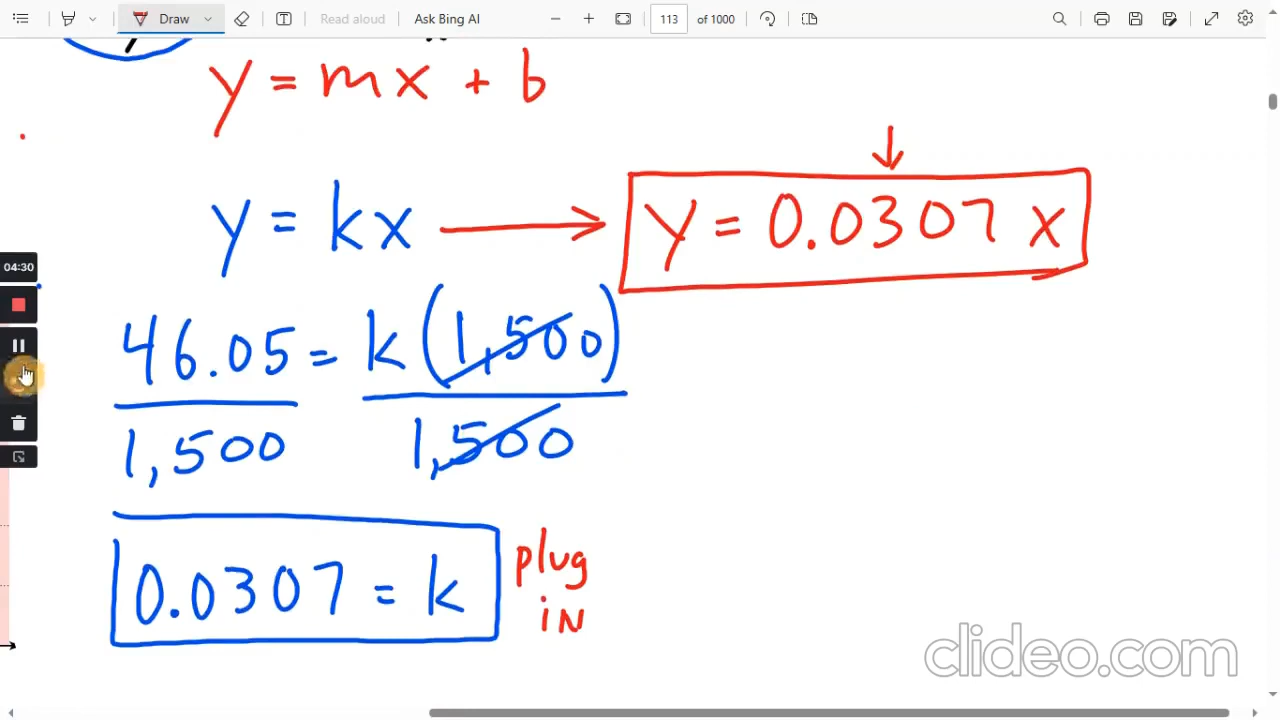 Draw
Read aloud
Ask Bing AI
113 of 1000
y = mx + b
y = kx → y = 0.0307 x
04:30
46.05 = k (1,500)
1,500 1,500
0.0307 = k
plug
in
clideo.com